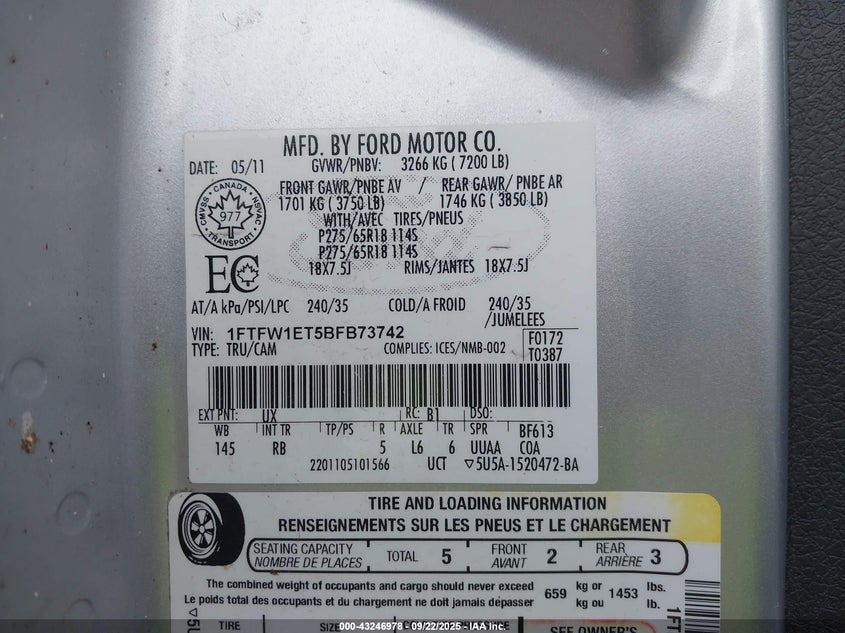 MFD. BY FORD MOTOR CO.
DATE: 05/11 GVWR/PNBV: 3266 KG ( 7200 LB)
FRONT GAWR/PNBE AV / REAR GAWR/ PNBE AR
1701 KG ( 3750 LB) 1746 KG ( 3850 LB)
WITH/AVEC TIRES/PNEUS
P275/65R18 114S
P275/65R18 114S
18X7.5J RIMS/JANTES 18X7.5J
CANADA
CMVSS 977 NSVAC
TRANSPORT
EC
AT/A kPa/PSI/LPC 240/35 COLD/A FROID 240/35
/JUMELEES
VIN: 1FTFW1ET5BFB73742 F0172
TYPE: TRU/CAM COMPLIES: ICES/NMB-002 T0387
EXT PNT: UX RC: B1 DSO:
WB INT TR TP/PS R AXLE TR SPR BF613
145 RB 5 L6 6 UUAA COA
2201105101566 UCT ▽5U5A-1520472-BA
TIRE AND LOADING INFORMATION
RENSEIGNEMENTS SUR LES PNEUS ET LE CHARGEMENT
SEATING CAPACITY TOTAL 5 FRONT 2 REAR 3
NOMBRE DE PLACES AVANT ARRIÈRE
The combined weight of occupants and cargo should never exceed 659 kg or 1453 lbs.
Le poids total des occupants et du chargement ne doit jamais dépasser kg ou lb.
1FT
TIRE SIZE SEE OWNER'S
000-43246978 - 09/22/2025 - IAA Inc.